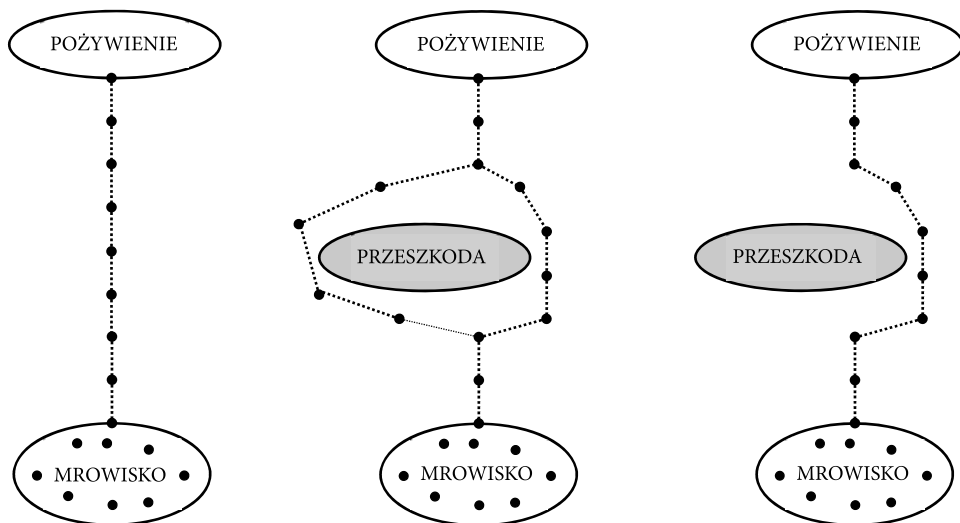 POŻYWIENIE
POŻYWIENIE
POŻYWIENIE
PRZESZKODA
PRZESZKODA
MROWISKO
MROWISKO
MROWISKO